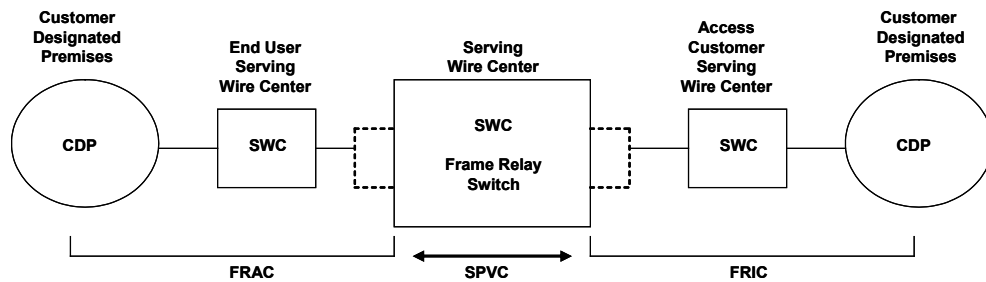 Customer
Designated
Premises
End User
Serving
Wire Center
Serving
Wire Center
Access
Customer
Serving
Wire Center
Customer
Designated
Premises
CDP
SWC
SWC
Frame Relay
Switch
SWC
CDP
FRAC
SPVC
FRIC